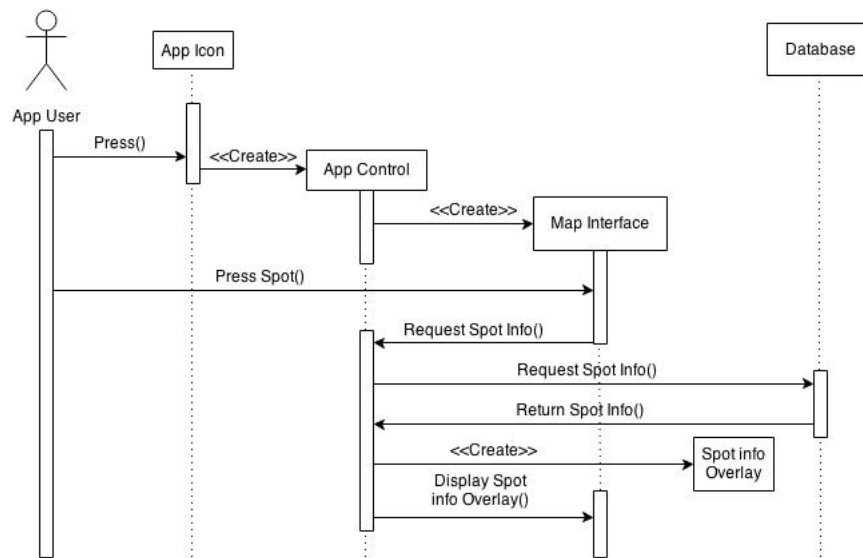 App User
App Icon
Database
Press()
<<Create>>
App Control
<<Create>>
Map Interface
Press Spot()
Request Spot Info()
Request Spot Info()
Return Spot Info()
<<Create>>
Spot info
Overlay
Display Spot
info Overlay()